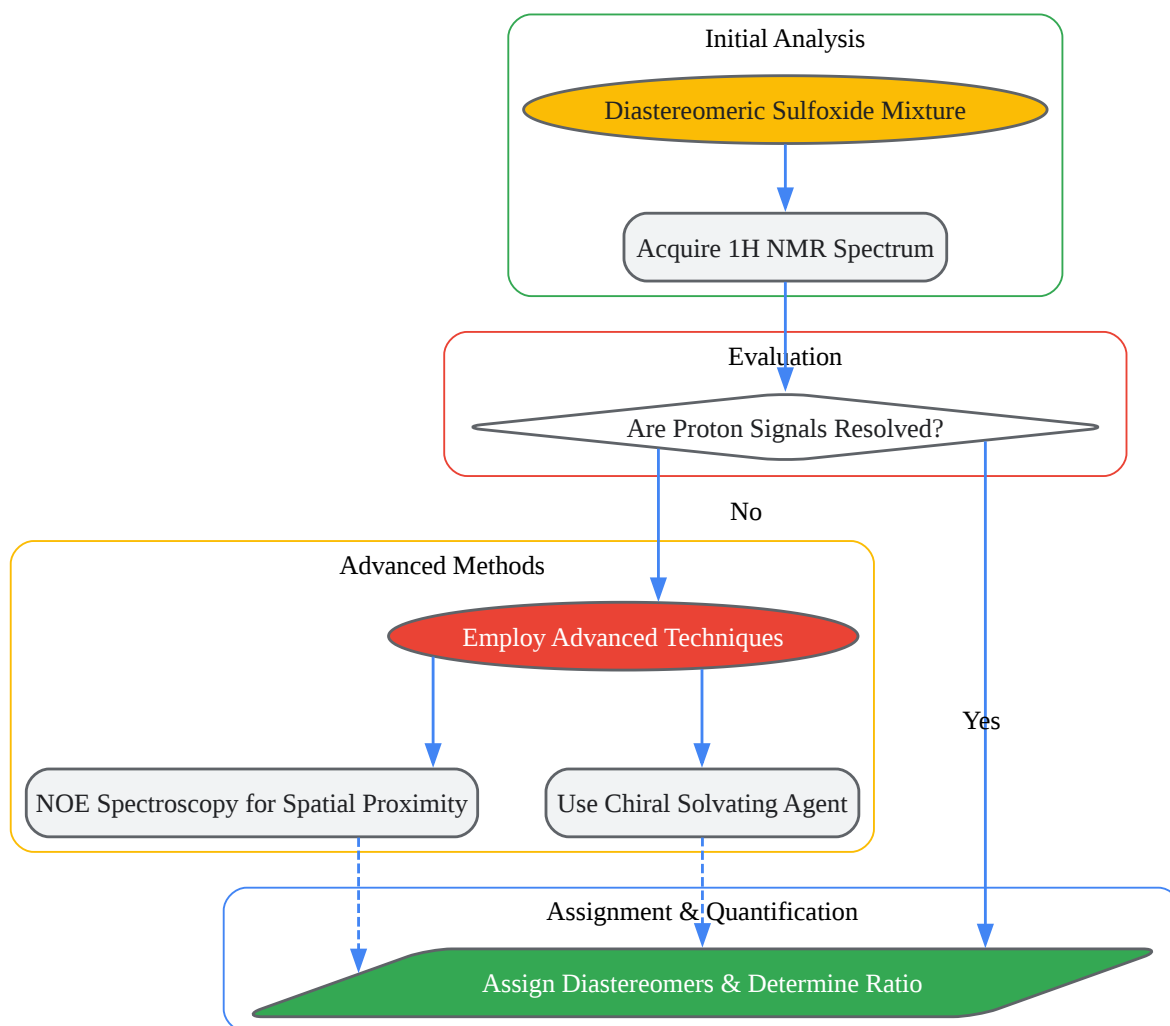 Initial Analysis
Diastereomeric Sulfoxide Mixture
Acquire 1H NMR Spectrum
Evaluation
Are Proton Signals Resolved?
No
Advanced Methods
Employ Advanced Techniques
Yes
NOE Spectroscopy for Spatial Proximity
Use Chiral Solvating Agent
Assignment & Quantification
Assign Diastereomers & Determine Ratio